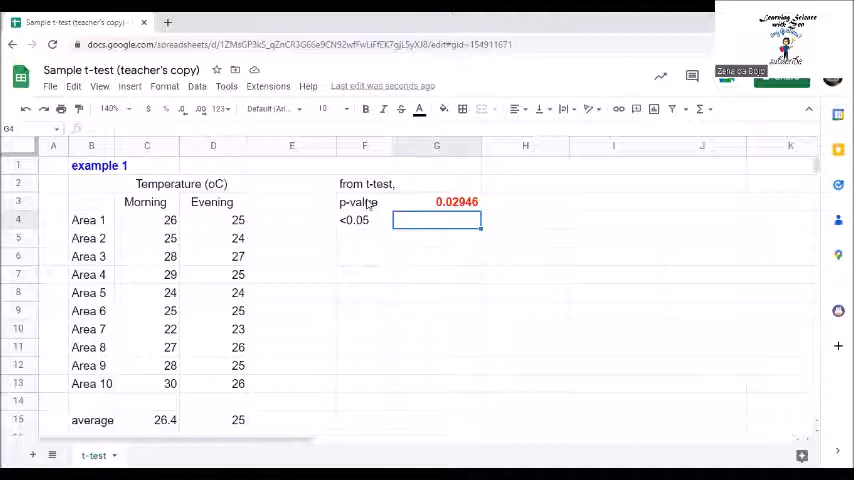 Sample t-test (teacher's copy) -
docs.google.com/spreadsheets/d/
Learning Science
with Zen
subscribe
Zena da Boro
Sample t-test (teacher's copy)
File Edit View Insert Format Data Tools Extensions Help Last edit was seconds ago
140% $ % .0 .00 123 Default (Ari... 10 B I S A
G4 fx
A B C D E F G H I J K
1 example 1
2 Temperature (oC) from t-test,
3 Morning Evening p-value 0.02946
4 Area 1 26 25 <0.05
5 Area 2 25 24
6 Area 3 28 27
7 Area 4 29 25
8 Area 5 24 24
9 Area 6 25 25
10 Area 7 22 23
11 Area 8 27 26
12 Area 9 28 25
13 Area 10 30 26
14
15 average 26.4 25
t-test